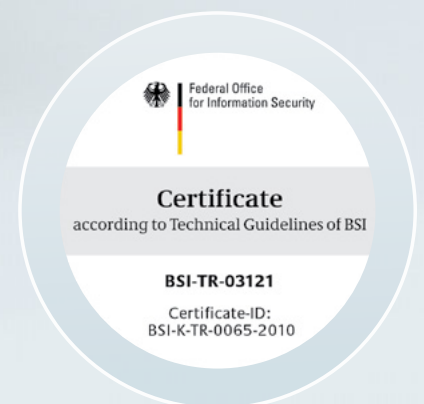 Federal Office
for Information Security
Certificate
according to Technical Guidelines of BSI
BSI-TR-03121
Certificate-ID:
BSI-K-TR-0065-2010